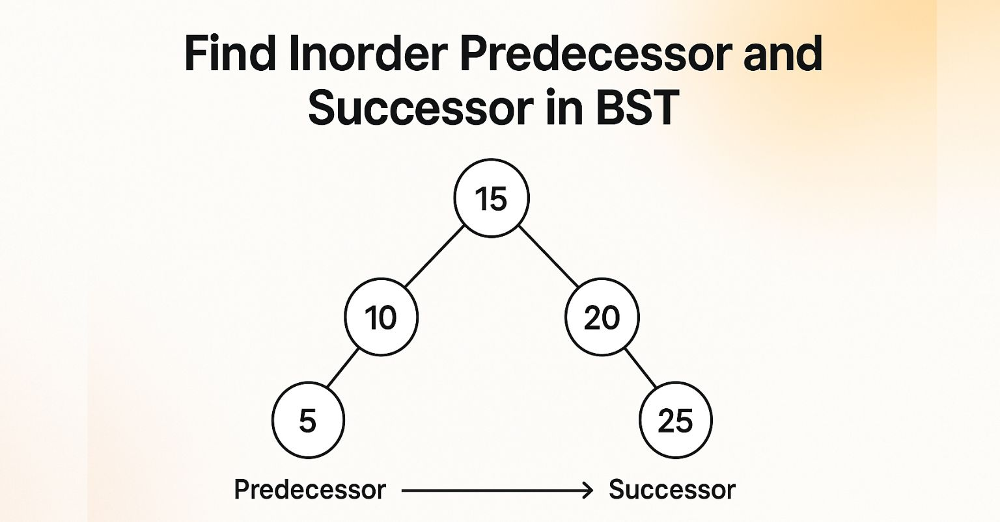 Find Inorder Predecessor and
Successor in BST
15
10
20
5
25
Predecessor
Successor